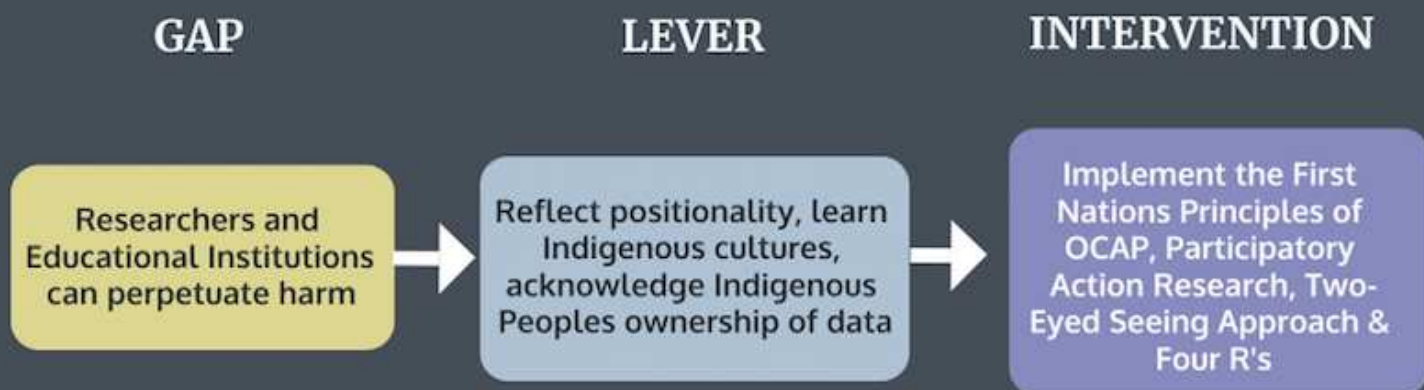 GAP
LEVER
INTERVENTION
Researchers and
Educational Institutions
can perpetuate harm
Reflect positionality, learn
Indigenous cultures,
acknowledge Indigenous
Peoples ownership of data
Implement the First
Nations Principles of
OCAP, Participatory
Action Research, Two-
Eyed Seeing Approach &
Four R's